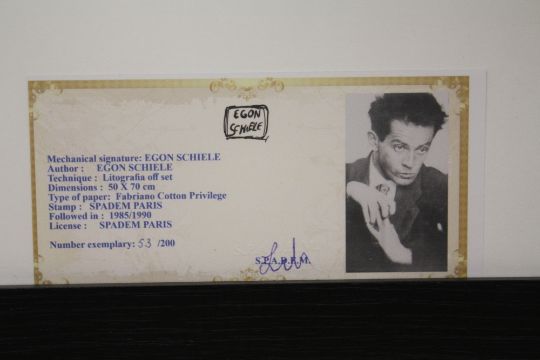 EGON
SCHIELE
Mechanical signature: EGON SCHIELE
Author : EGON SCHIELE
Technique : Litografia off set
Dimensions : 50 X 70 cm
Type of paper: Fabriano Cotton Privilege
Stamp : SPADEM PARIS
Followed in : 1985/1990
License : SPADEM PARIS
Number exemplary: 53 /200
S.P.A.D.E.M.